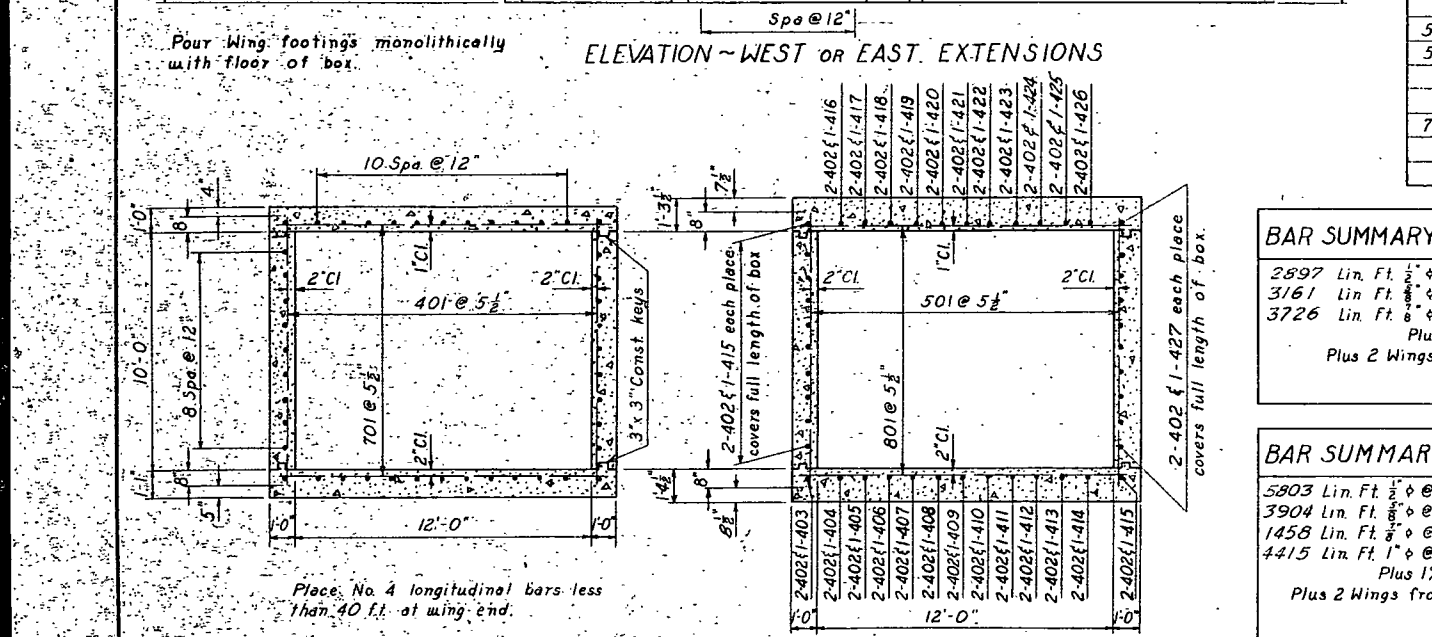 Spa @ 12"
Pour Wing footings monolithically
with floor of box.
ELEVATION ~ WEST OR EAST. EXTENSIONS
5
5
7
10 Spa @ 12"
4"
1'-0"
8"
10'-0"
8 Spa @ 12"
1'-1"
8"
5"
2" Cl
1" Cl.
2" Cl.
401 @ 5½"
701 @ 5½"
2" Cl.
3" x 3" Const. keys
1'-0"
12'-0"
1'-0"
Place No. 4 longitudinal bars less
than 40 ft. at wing end.
2-402 & 1-416
2-402 & 1-417
2-402 & 1-418
2-402 & 1-419
2-402 & 1-420
2-402 & 1-421
2-402 & 1-422
2-402 & 1-423
2-402 & 1-424
2-402 & 1-425
2-402 & 1-426
7½"
1'-3½"
8"
2-402 & 1-415 each place
covers full length of box
2" Cl.
1" Cl.
2" Cl.
501 @ 5½"
801 @ 5½"
2" Cl.
2-402 & 1-427 each place
covers full length of box.
1'-4½"
8"
8½"
2-402 & 1-403
2-402 & 1-404
2-402 & 1-405
2-402 & 1-406
2-402 & 1-407
2-402 & 1-408
2-402 & 1-409
2-402 & 1-410
2-402 & 1-411
2-402 & 1-412
2-402 & 1-413
2-402 & 1-414
2-402 & 1-415
1'-0"
12'-0"
1'-0"
BAR SUMMARY
2897 Lin. Ft. ½" ϕ
3161 Lin Ft. ⅝" ϕ
3726 Lin. Ft. ⅞" ϕ
Plu
Plus 2 Wings
BAR SUMMAR
5803 Lin. Ft. ½ ϕ @
3904 Lin. Ft. ⅝" ϕ @
1458 Lin. Ft. ⅞" ϕ @
4415 Lin. Ft 1" ϕ @
Plus 1%
Plus 2 Wings fro